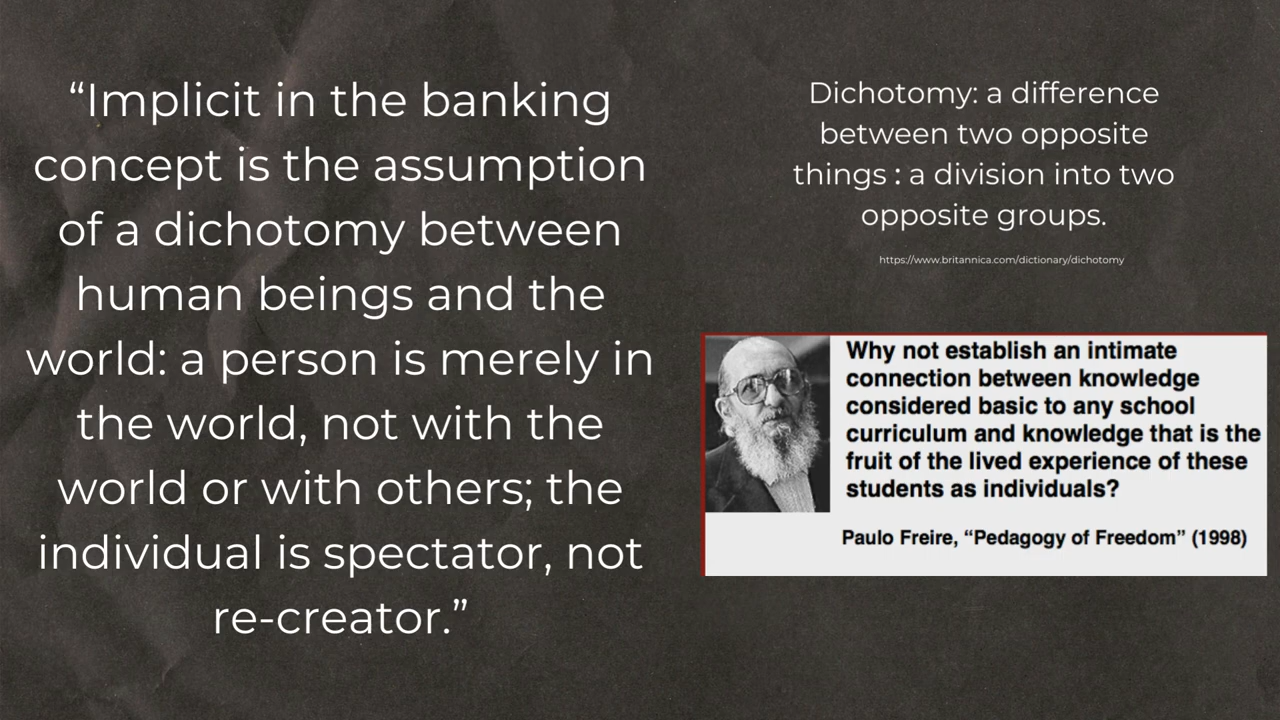 “Implicit in the banking
concept is the assumption
of a dichotomy between
human beings and the
world: a person is merely in
the world, not with the
world or with others; the
individual is spectator, not
re-creator.”
Dichotomy: a difference
between two opposite
things : a division into two
opposite groups.
https://www.britannica.com/dictionary/dichotomy
Why not establish an intimate
connection between knowledge
considered basic to any school
curriculum and knowledge that is the
fruit of the lived experience of these
students as individuals?
Paulo Freire, “Pedagogy of Freedom” (1998)